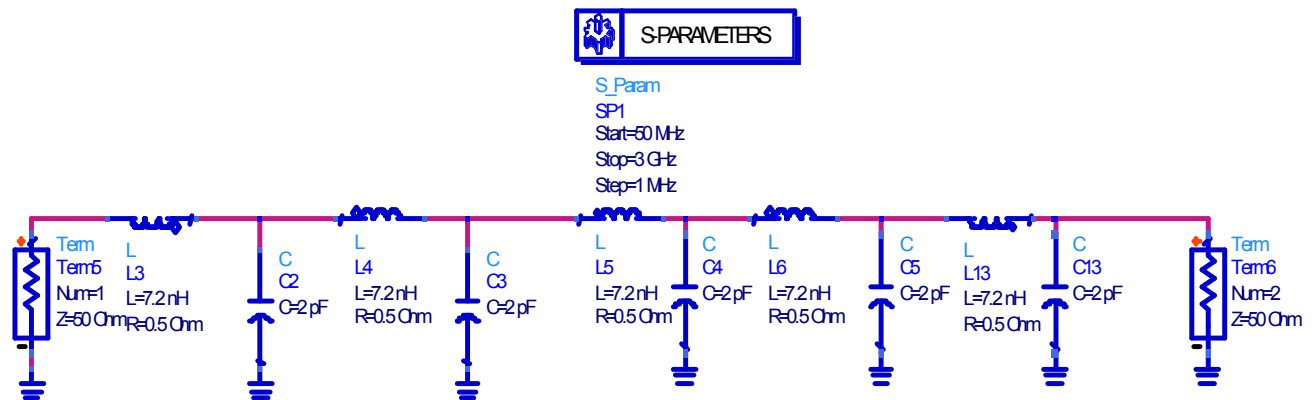 S-PARAMETERS
S_Param
SP1
Start=50 MHz
Stop=3 GHz
Step=1 MHz
Term
Term5
Num=1
Z=50 Ohm
L
L3
L=7.2 nH
R=0.5 Ohm
C
C2
C=2 pF
L
L4
L=7.2 nH
R=0.5 Ohm
C
C3
C=2 pF
L
L5
L=7.2 nH
R=0.5 Ohm
C
C4
C=2 pF
L
L6
L=7.2 nH
R=0.5 Ohm
C
C5
C=2 pF
L
L13
L=7.2 nH
R=0.5 Ohm
C
C13
C=2 pF
Term
Term6
Num=2
Z=50 Ohm